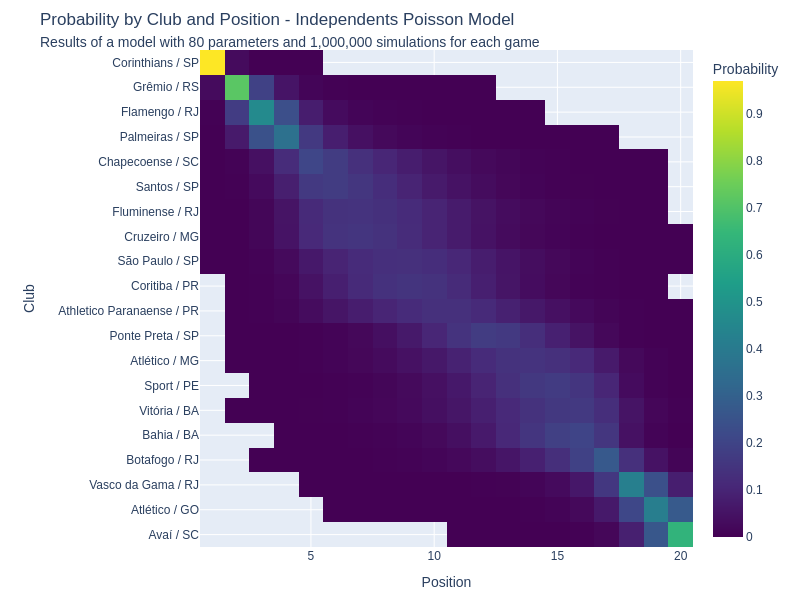 Probability by Club and Position - Independents Poisson Model
Results of a model with 80 parameters and 1,000,000 simulations for each game
Probability
Corinthians / SP
Grêmio / RS
Flamengo / RJ
Palmeiras / SP
Chapecoense / SC
Santos / SP
Fluminense / RJ
Cruzeiro / MG
São Paulo / SP
Coritiba / PR
Athletico Paranaense / PR
Ponte Preta / SP
Atlético / MG
Sport / PE
Vitória / BA
Bahia / BA
Botafogo / RJ
Vasco da Gama / RJ
Atlético / GO
Avaí / SC
Club
5
10
15
20
Position
0.9
0.8
0.7
0.6
0.5
0.4
0.3
0.2
0.1
0